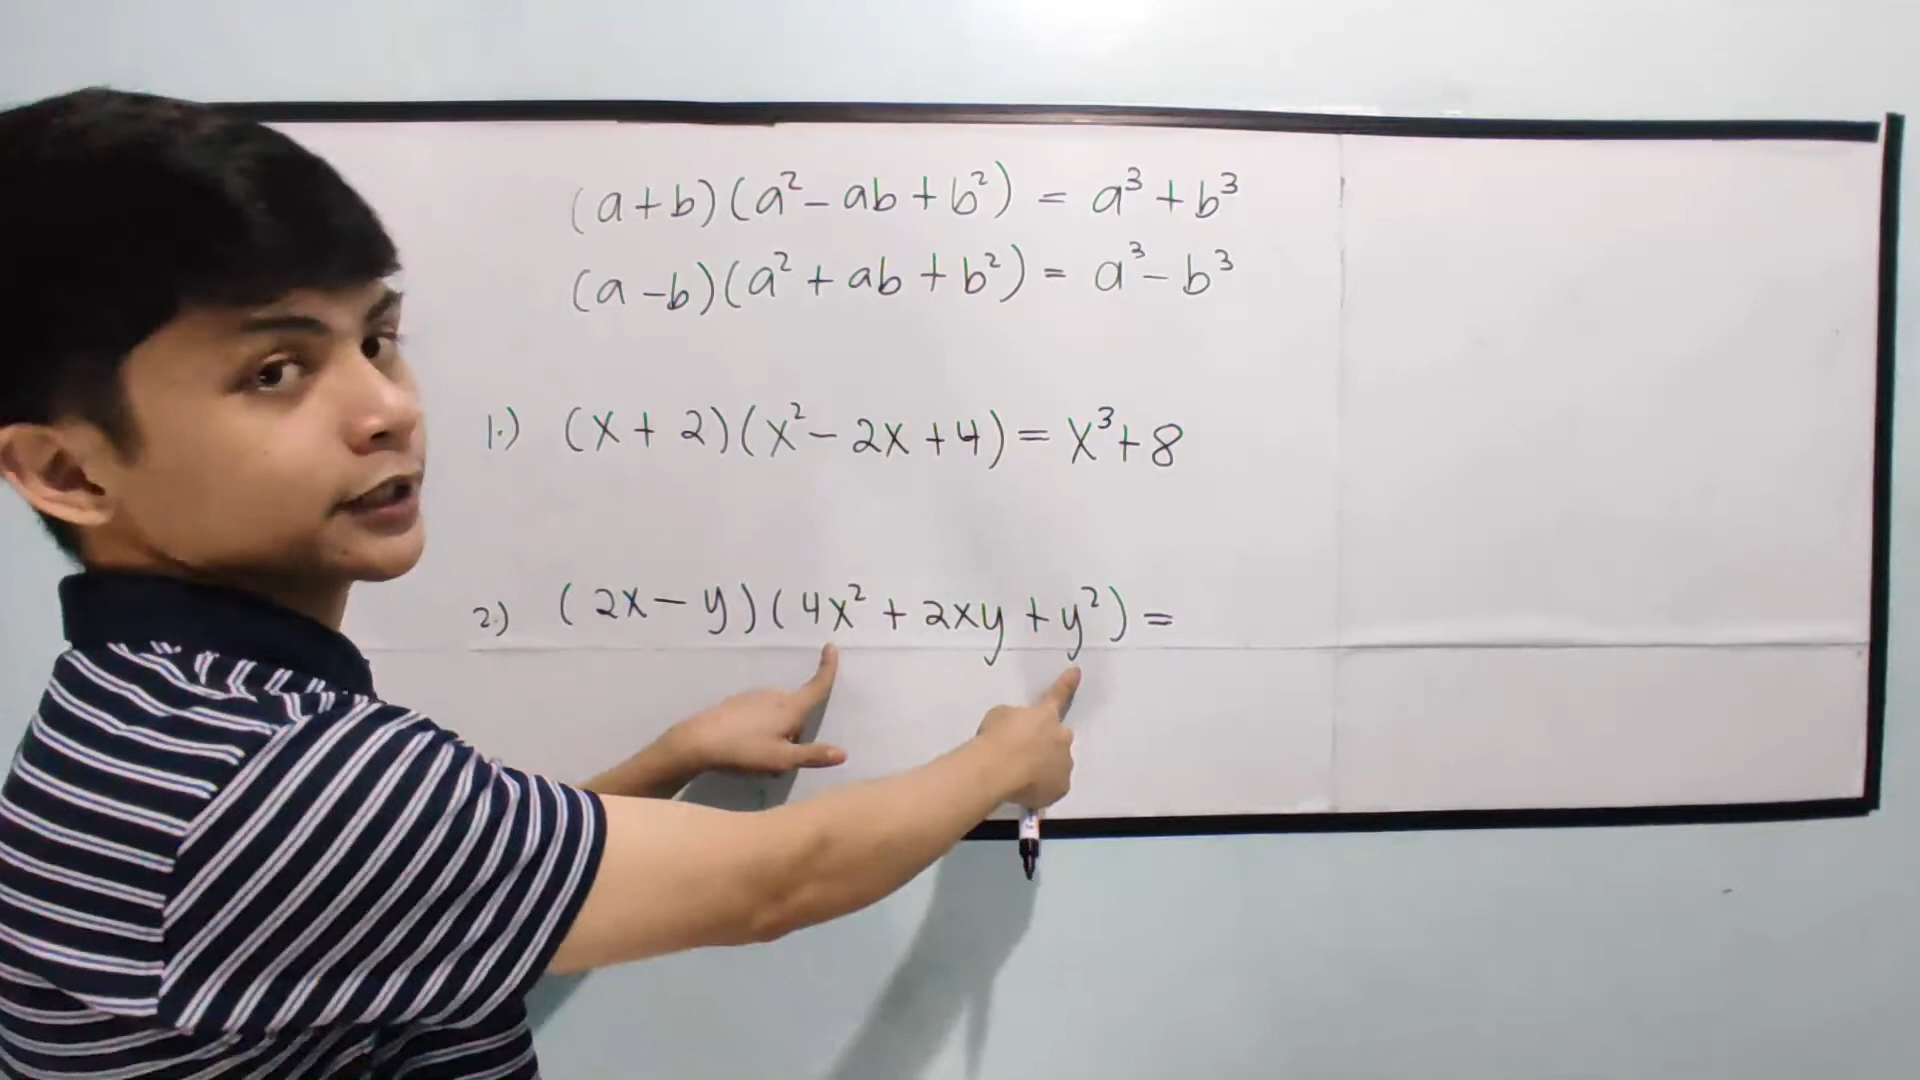 (a+b)(a²-ab+b²) = a³+b³
(a-b)(a²+ab+b²) = a³-b³
1.) (x+2)(x²-2x+4) = x³+8
2.) (2x-y)(4x²+2xy+y²) =